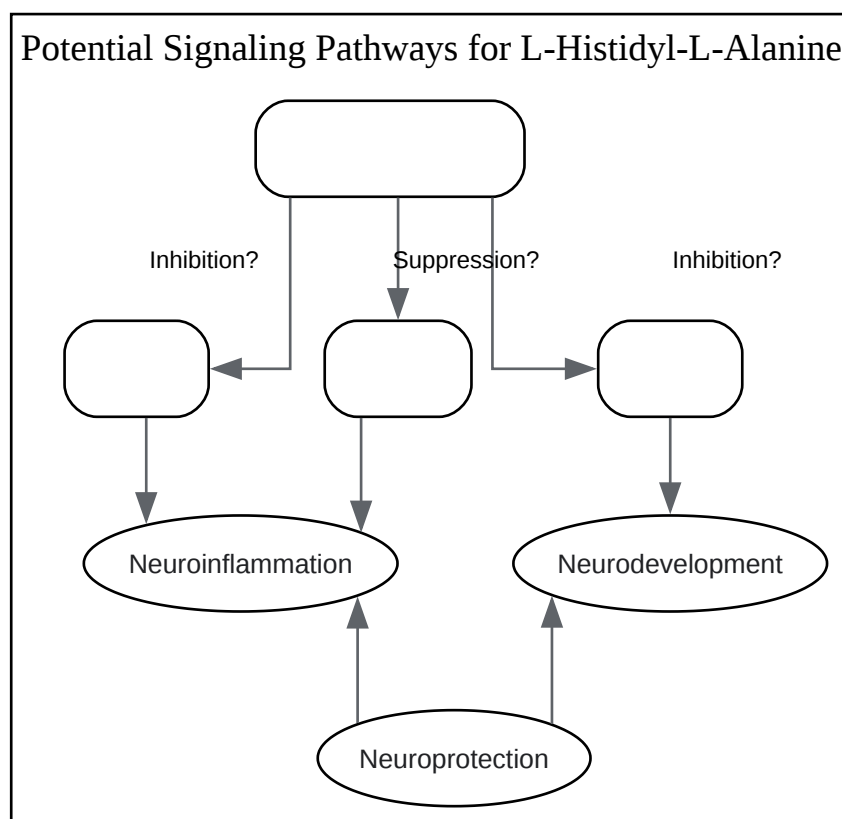 Potential Signaling Pathways for L-Histidyl-L-Alanine
Inhibition?
Suppression?
Inhibition?
Neuroinflammation
Neurodevelopment
Neuroprotection